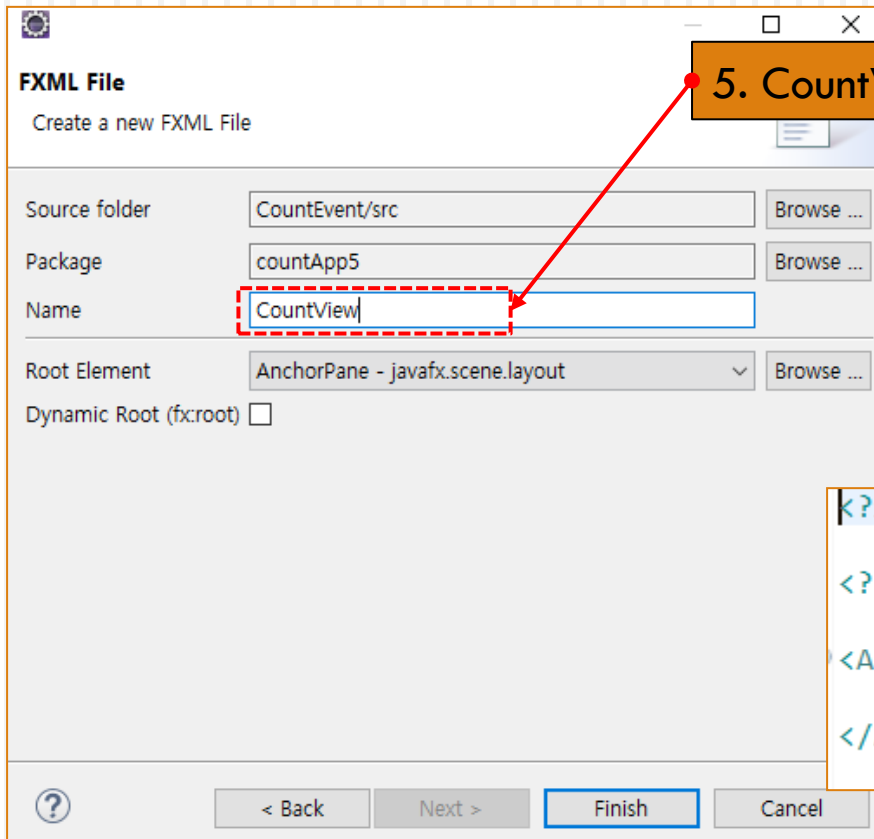 FXML File
5. Count
Create a new FXML File
Source folder CountEvent/src Browse ...
Package countApp5 Browse ...
Name CountView
Root Element AnchorPane - javafx.scene.layout Browse ...
Dynamic Root (fx:root)
<?
<?
<A
</
? < Back Next > Finish Cancel